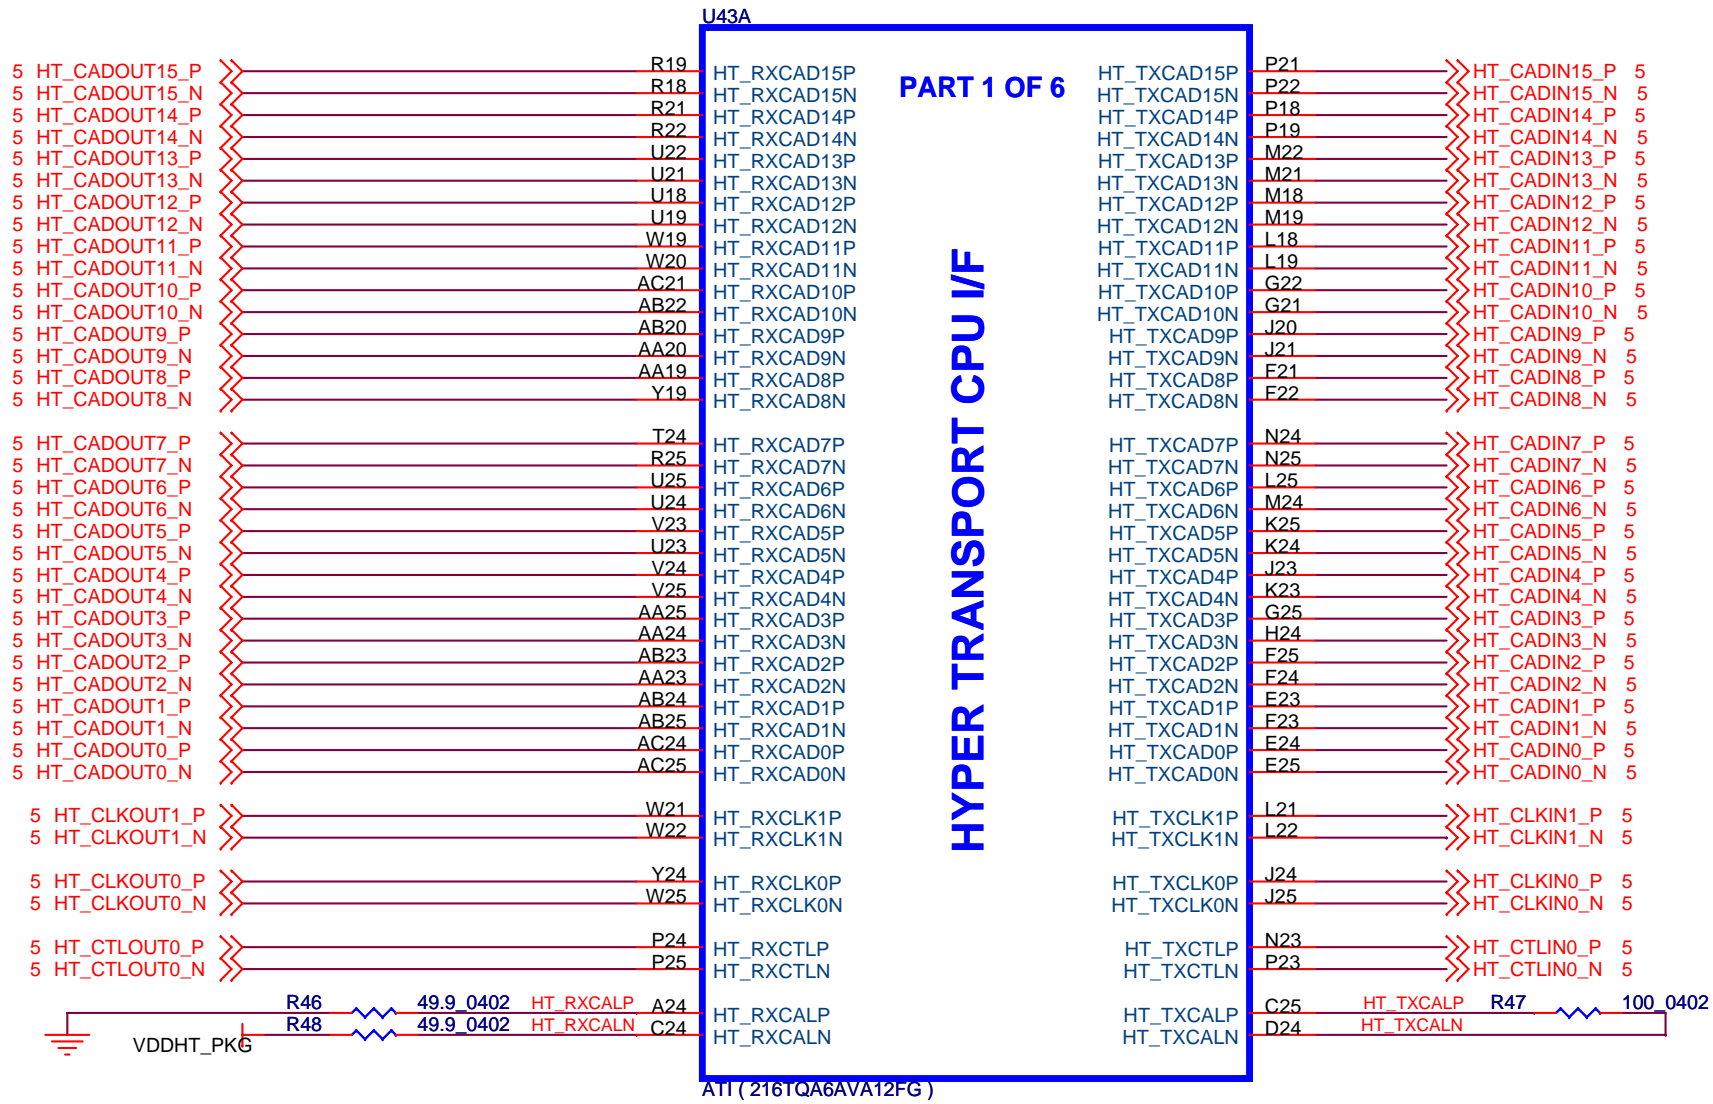 U43A
PART 1 OF 6
HYPER TRANSPORT CPU I/F
5 HT_CADOUT15_P R19 HT_RXCAD15P HT_TXCAD15P P21 HT_CADIN15_P 5
5 HT_CADOUT15_N R18 HT_RXCAD15N HT_TXCAD15N P22 HT_CADIN15_N 5
5 HT_CADOUT14_P R21 HT_RXCAD14P HT_TXCAD14P P18 HT_CADIN14_P 5
5 HT_CADOUT14_N R22 HT_RXCAD14N HT_TXCAD14N P19 HT_CADIN14_N 5
5 HT_CADOUT13_P U22 HT_RXCAD13P HT_TXCAD13P M22 HT_CADIN13_P 5
5 HT_CADOUT13_N U21 HT_RXCAD13N HT_TXCAD13N M21 HT_CADIN13_N 5
5 HT_CADOUT12_P U18 HT_RXCAD12P HT_TXCAD12P M18 HT_CADIN12_P 5
5 HT_CADOUT12_N U19 HT_RXCAD12N HT_TXCAD12N M19 HT_CADIN12_N 5
5 HT_CADOUT11_P W19 HT_RXCAD11P HT_TXCAD11P L18 HT_CADIN11_P 5
5 HT_CADOUT11_N W20 HT_RXCAD11N HT_TXCAD11N L19 HT_CADIN11_N 5
5 HT_CADOUT10_P AC21 HT_RXCAD10P HT_TXCAD10P G22 HT_CADIN10_P 5
5 HT_CADOUT10_N AB22 HT_RXCAD10N HT_TXCAD10N G21 HT_CADIN10_N 5
5 HT_CADOUT9_P AB20 HT_RXCAD9P HT_TXCAD9P J20 HT_CADIN9_P 5
5 HT_CADOUT9_N AA20 HT_RXCAD9N HT_TXCAD9N J21 HT_CADIN9_N 5
5 HT_CADOUT8_P AA19 HT_RXCAD8P HT_TXCAD8P F21 HT_CADIN8_P 5
5 HT_CADOUT8_N Y19 HT_RXCAD8N HT_TXCAD8N F22 HT_CADIN8_N 5
5 HT_CADOUT7_P T24 HT_RXCAD7P HT_TXCAD7P N24 HT_CADIN7_P 5
5 HT_CADOUT7_N R25 HT_RXCAD7N HT_TXCAD7N N25 HT_CADIN7_N 5
5 HT_CADOUT6_P U25 HT_RXCAD6P HT_TXCAD6P L25 HT_CADIN6_P 5
5 HT_CADOUT6_N U24 HT_RXCAD6N HT_TXCAD6N M24 HT_CADIN6_N 5
5 HT_CADOUT5_P V23 HT_RXCAD5P HT_TXCAD5P K25 HT_CADIN5_P 5
5 HT_CADOUT5_N U23 HT_RXCAD5N HT_TXCAD5N K24 HT_CADIN5_N 5
5 HT_CADOUT4_P V24 HT_RXCAD4P HT_TXCAD4P J23 HT_CADIN4_P 5
5 HT_CADOUT4_N V25 HT_RXCAD4N HT_TXCAD4N K23 HT_CADIN4_N 5
5 HT_CADOUT3_P AA25 HT_RXCAD3P HT_TXCAD3P G25 HT_CADIN3_P 5
5 HT_CADOUT3_N AA24 HT_RXCAD3N HT_TXCAD3N H24 HT_CADIN3_N 5
5 HT_CADOUT2_P AB23 HT_RXCAD2P HT_TXCAD2P F25 HT_CADIN2_P 5
5 HT_CADOUT2_N AA23 HT_RXCAD2N HT_TXCAD2N F24 HT_CADIN2_N 5
5 HT_CADOUT1_P AB24 HT_RXCAD1P HT_TXCAD1P E23 HT_CADIN1_P 5
5 HT_CADOUT1_N AB25 HT_RXCAD1N HT_TXCAD1N F23 HT_CADIN1_N 5
5 HT_CADOUT0_P AC24 HT_RXCAD0P HT_TXCAD0P E24 HT_CADIN0_P 5
5 HT_CADOUT0_N AC25 HT_RXCAD0N HT_TXCAD0N E25 HT_CADIN0_N 5
5 HT_CLKOUT1_P W21 HT_RXCLK1P HT_TXCLK1P L21 HT_CLKIN1_P 5
5 HT_CLKOUT1_N W22 HT_RXCLK1N HT_TXCLK1N L22 HT_CLKIN1_N 5
5 HT_CLKOUT0_P Y24 HT_RXCLK0P HT_TXCLK0P J24 HT_CLKIN0_P 5
5 HT_CLKOUT0_N W25 HT_RXCLK0N HT_TXCLK0N J25 HT_CLKIN0_N 5
5 HT_CTLOUT0_P P24 HT_RXCTLP HT_TXCTLP N23 HT_CTLIN0_P 5
5 HT_CTLOUT0_N P25 HT_RXCTLN HT_TXCTLN P23 HT_CTLIN0_N 5
R46 49.9_0402 HT_RXCALP A24 HT_RXCALP HT_TXCALP C25 HT_TXCALP R47 100_0402
R48 49.9_0402 HT_RXCALN C24 HT_RXCALN HT_TXCALN D24 HT_TXCALN
VDDHT_PKG
ATI ( 216TQA6AVA12FG )